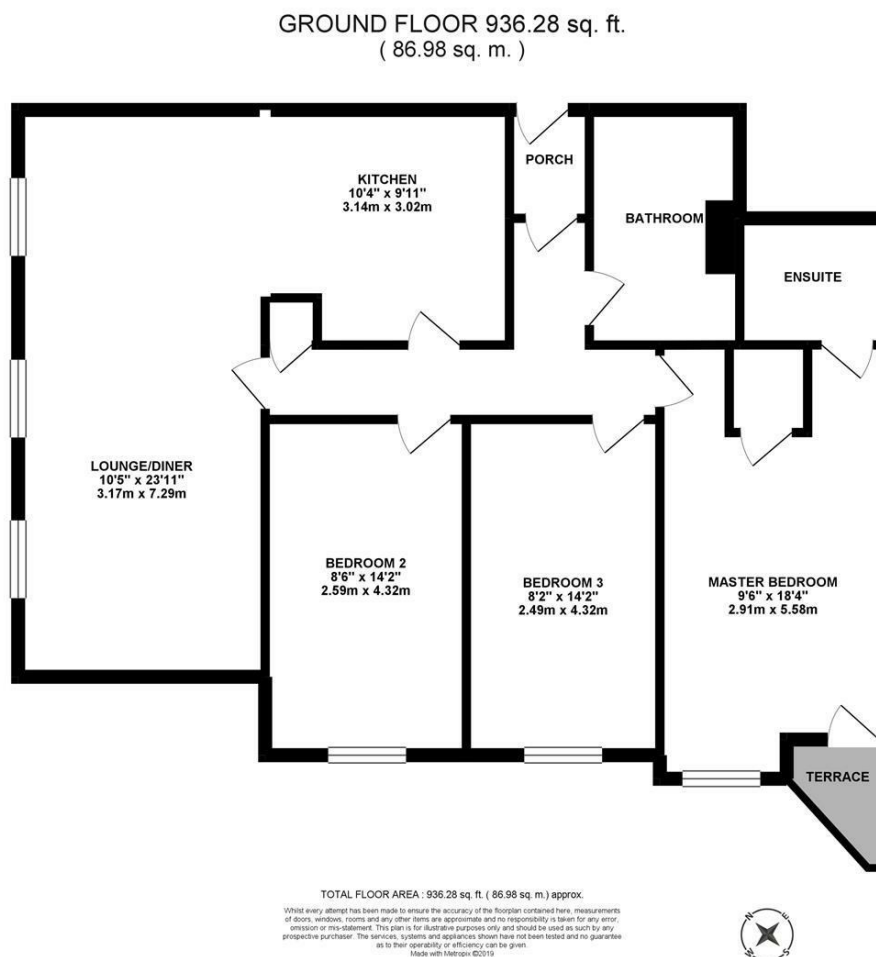 GROUND FLOOR 936.28 sq. ft.
( 86.98 sq. m. )
KITCHEN
10'4" x 9'11"
3.14m x 3.02m
PORCH
BATHROOM
ENSUITE
LOUNGE/DINER
10'5" x 23'11"
3.17m x 7.29m
BEDROOM 2
8'6" x 14'2"
2.59m x 4.32m
BEDROOM 3
8'2" x 14'2"
2.49m x 4.32m
MASTER BEDROOM
9'6" x 18'4"
2.91m x 5.58m
TERRACE
TOTAL FLOOR AREA : 936.28 sq. ft. ( 86.98 sq. m.) approx.
Whilst every attempt has been made to ensure the accuracy of the floorplan contained here, measurements
of doors, windows, rooms and any other items are approximate and no responsibility is taken for any error,
omission or mis-statement. This plan is for illustrative purposes only and should be used as such by any
prospective purchaser. The services, systems and appliances shown have not been tested and no guarantee
as to their operability or efficiency can be given.
Made with Metropix ©2019
N E
W S